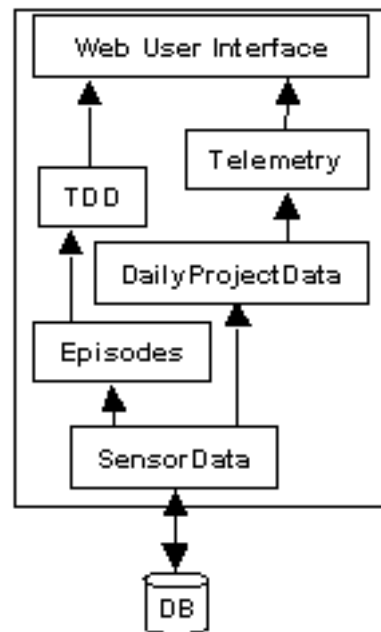 Web User Interface
Telemetry
TDD
DailyProjectData
Episodes
SensorData
DB